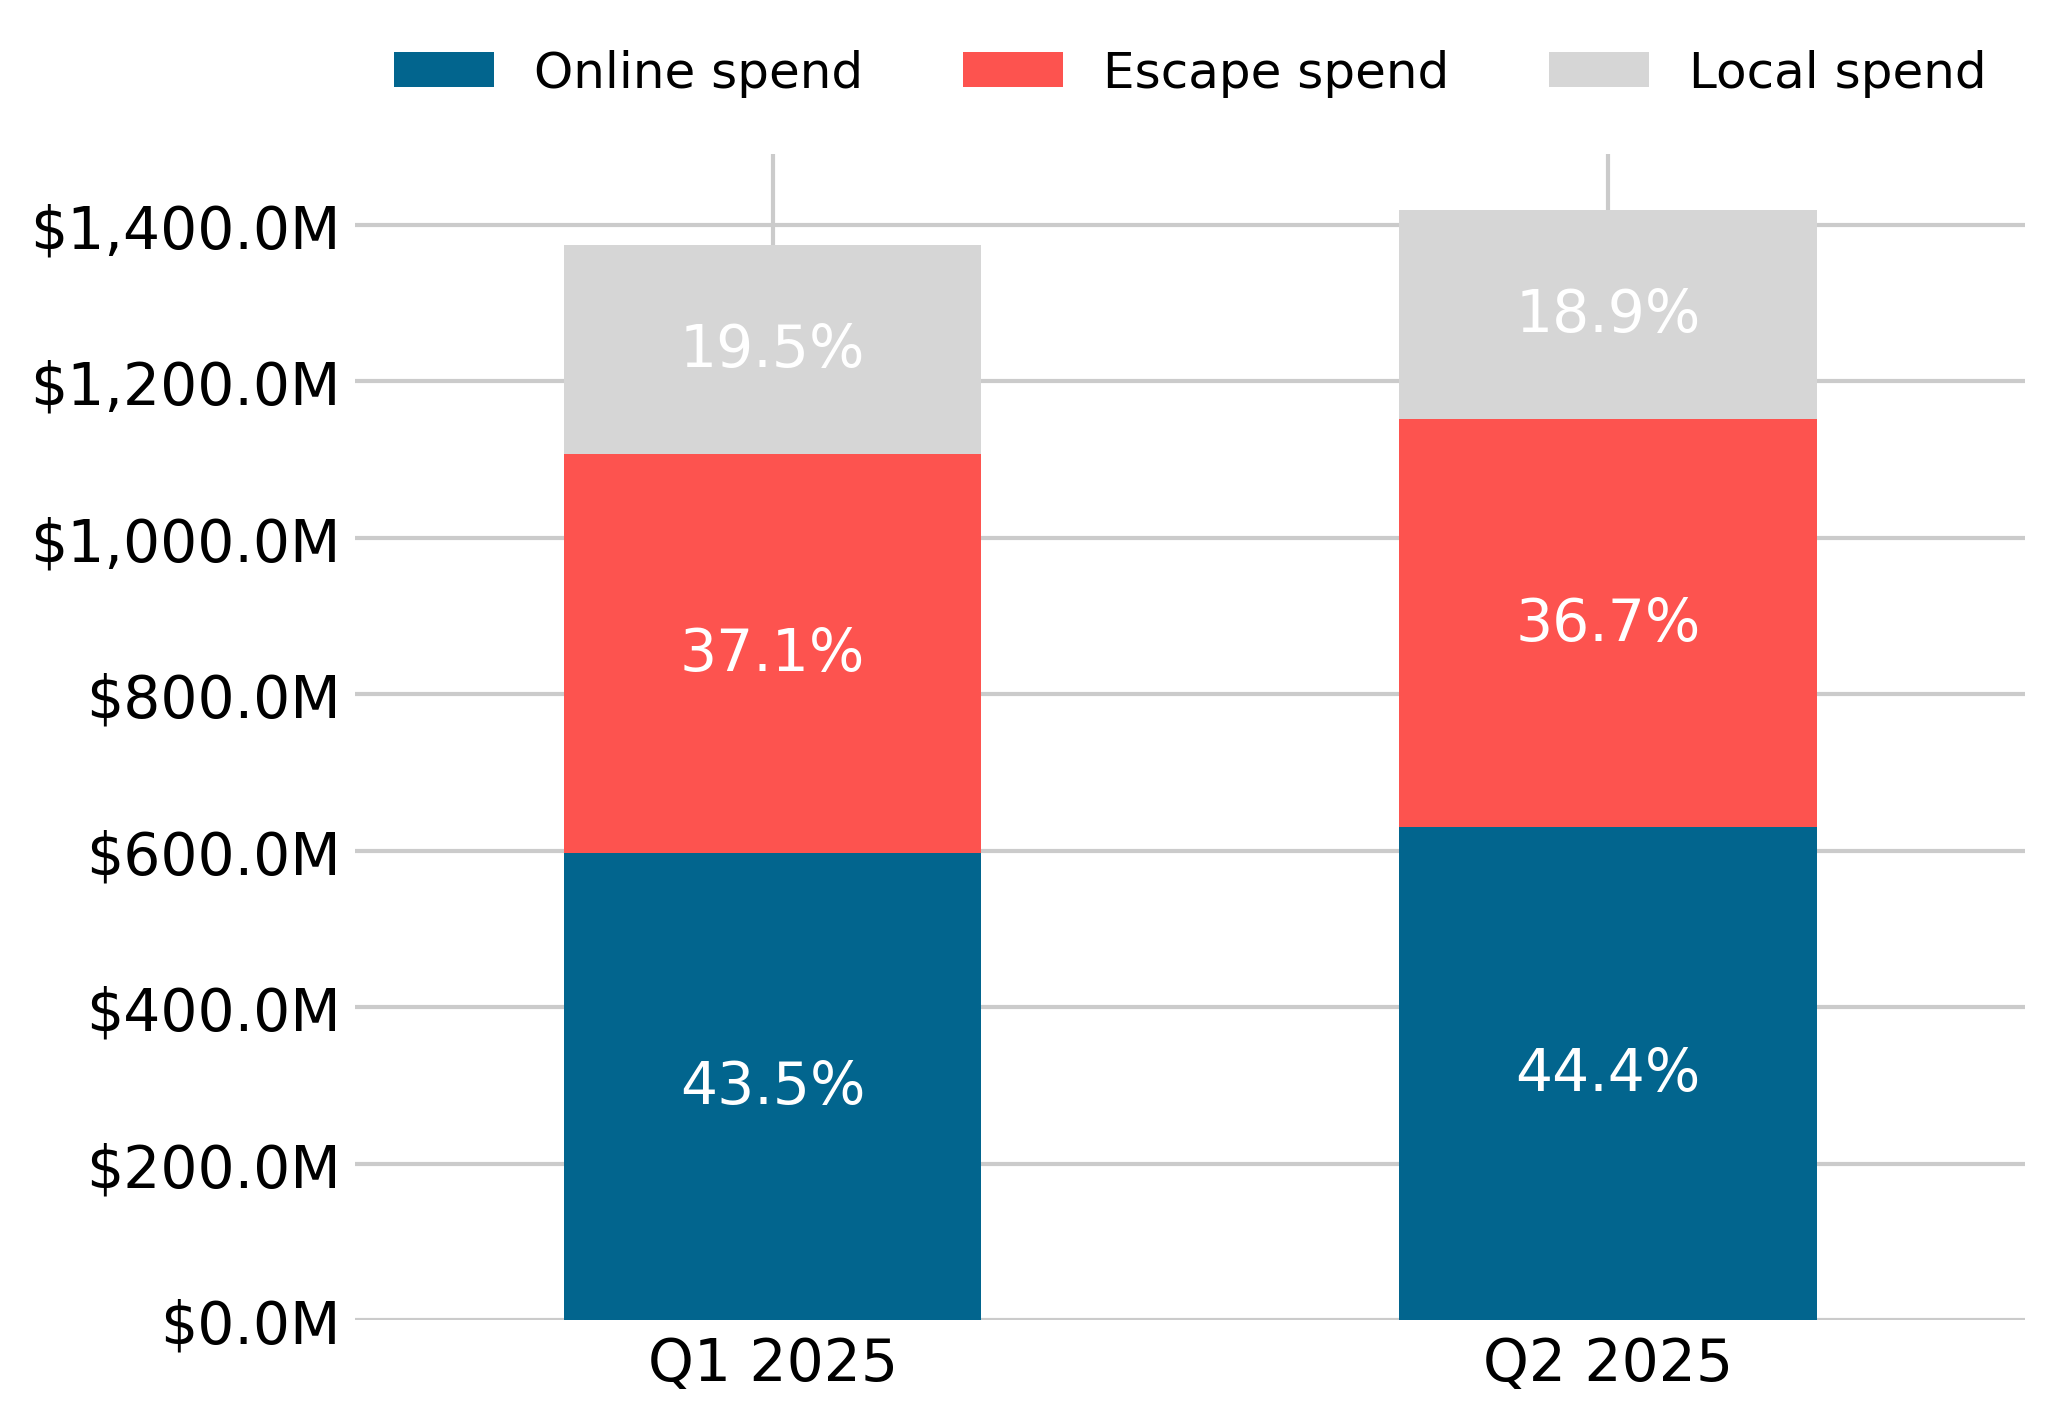 Online spend Escape spend Local spend
$1,400.0M
$1,200.0M
$1,000.0M
$800.0M
$600.0M
$400.0M
$200.0M
$0.0M
19.5%
37.1%
43.5%
18.9%
36.7%
44.4%
Q1 2025 Q2 2025